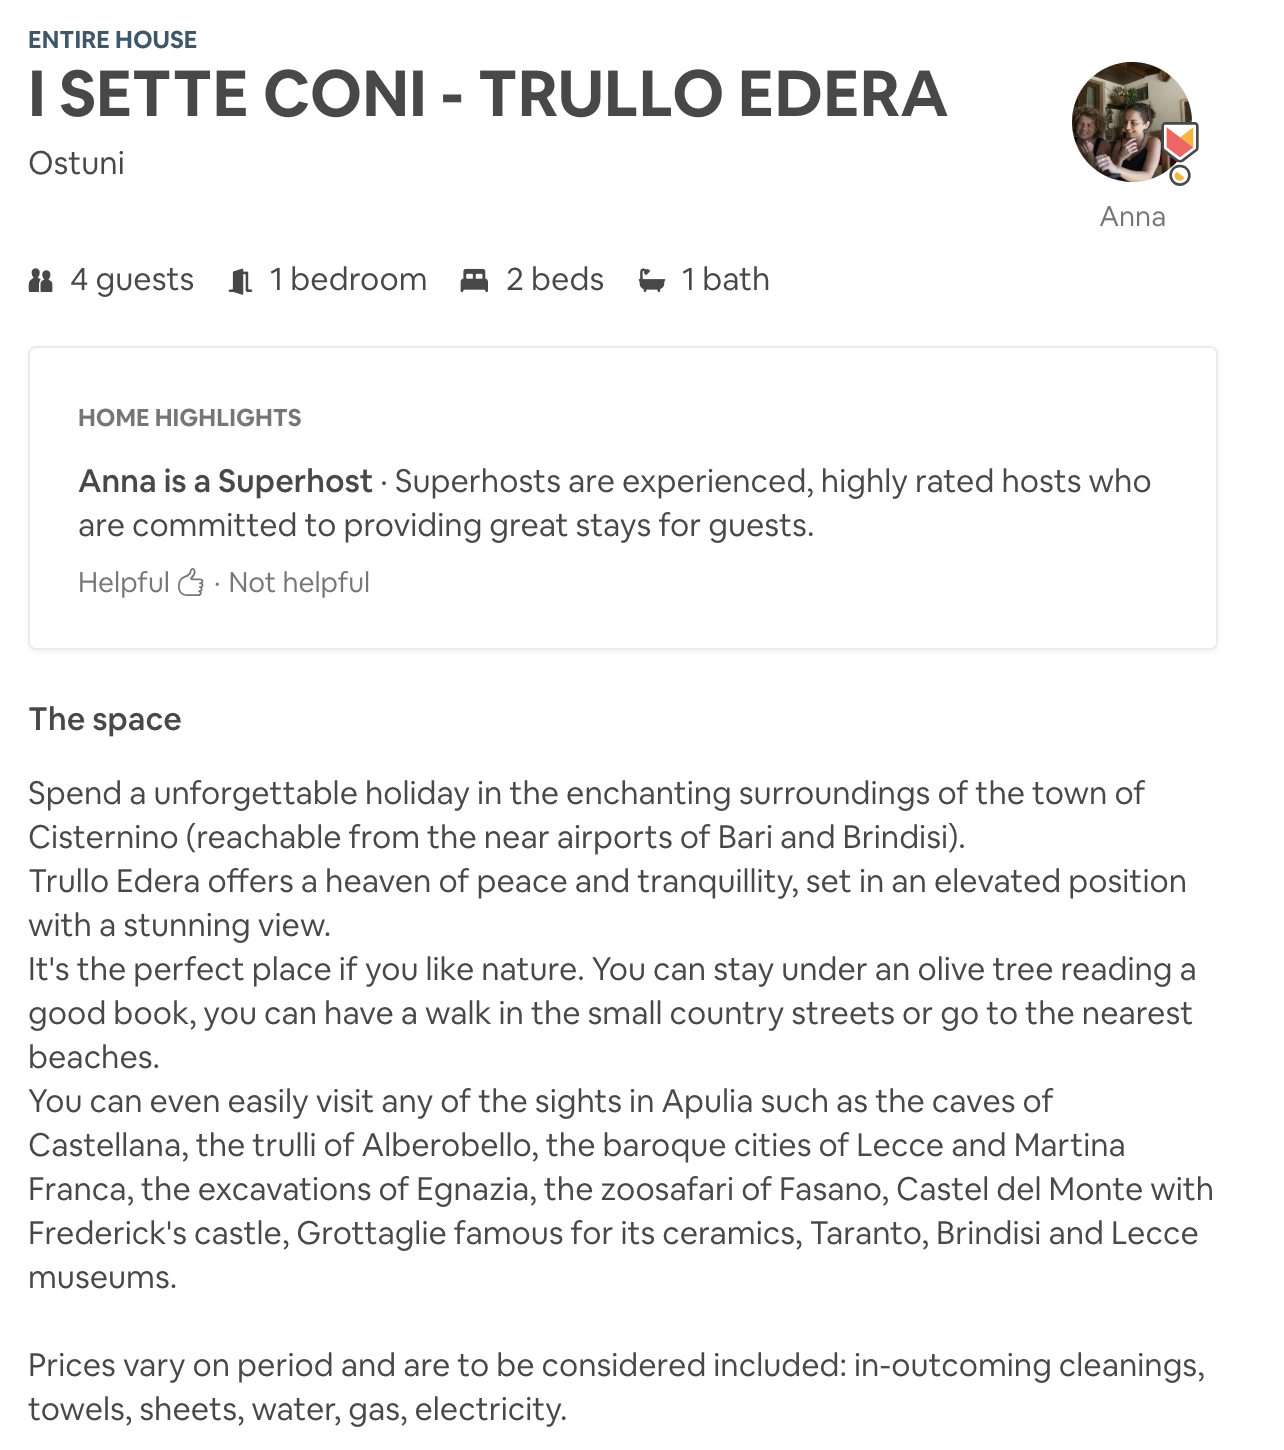 ENTIRE HOUSE
I SETTE CONI - TRULLO EDERA
Ostuni
Anna
4 guests 1 bedroom 2 beds 1 bath
HOME HIGHLIGHTS
Anna is a Superhost · Superhosts are experienced, highly rated hosts who
are committed to providing great stays for guests.
Helpful · Not helpful
The space
Spend a unforgettable holiday in the enchanting surroundings of the town of
Cisternino (reachable from the near airports of Bari and Brindisi).
Trullo Edera offers a heaven of peace and tranquillity, set in an elevated position
with a stunning view.
It's the perfect place if you like nature. You can stay under an olive tree reading a
good book, you can have a walk in the small country streets or go to the nearest
beaches.
You can even easily visit any of the sights in Apulia such as the caves of
Castellana, the trulli of Alberobello, the baroque cities of Lecce and Martina
Franca, the excavations of Egnazia, the zoosafari of Fasano, Castel del Monte with
Frederick's castle, Grottaglie famous for its ceramics, Taranto, Brindisi and Lecce
museums.
Prices vary on period and are to be considered included: in-outcoming cleanings,
towels, sheets, water, gas, electricity.